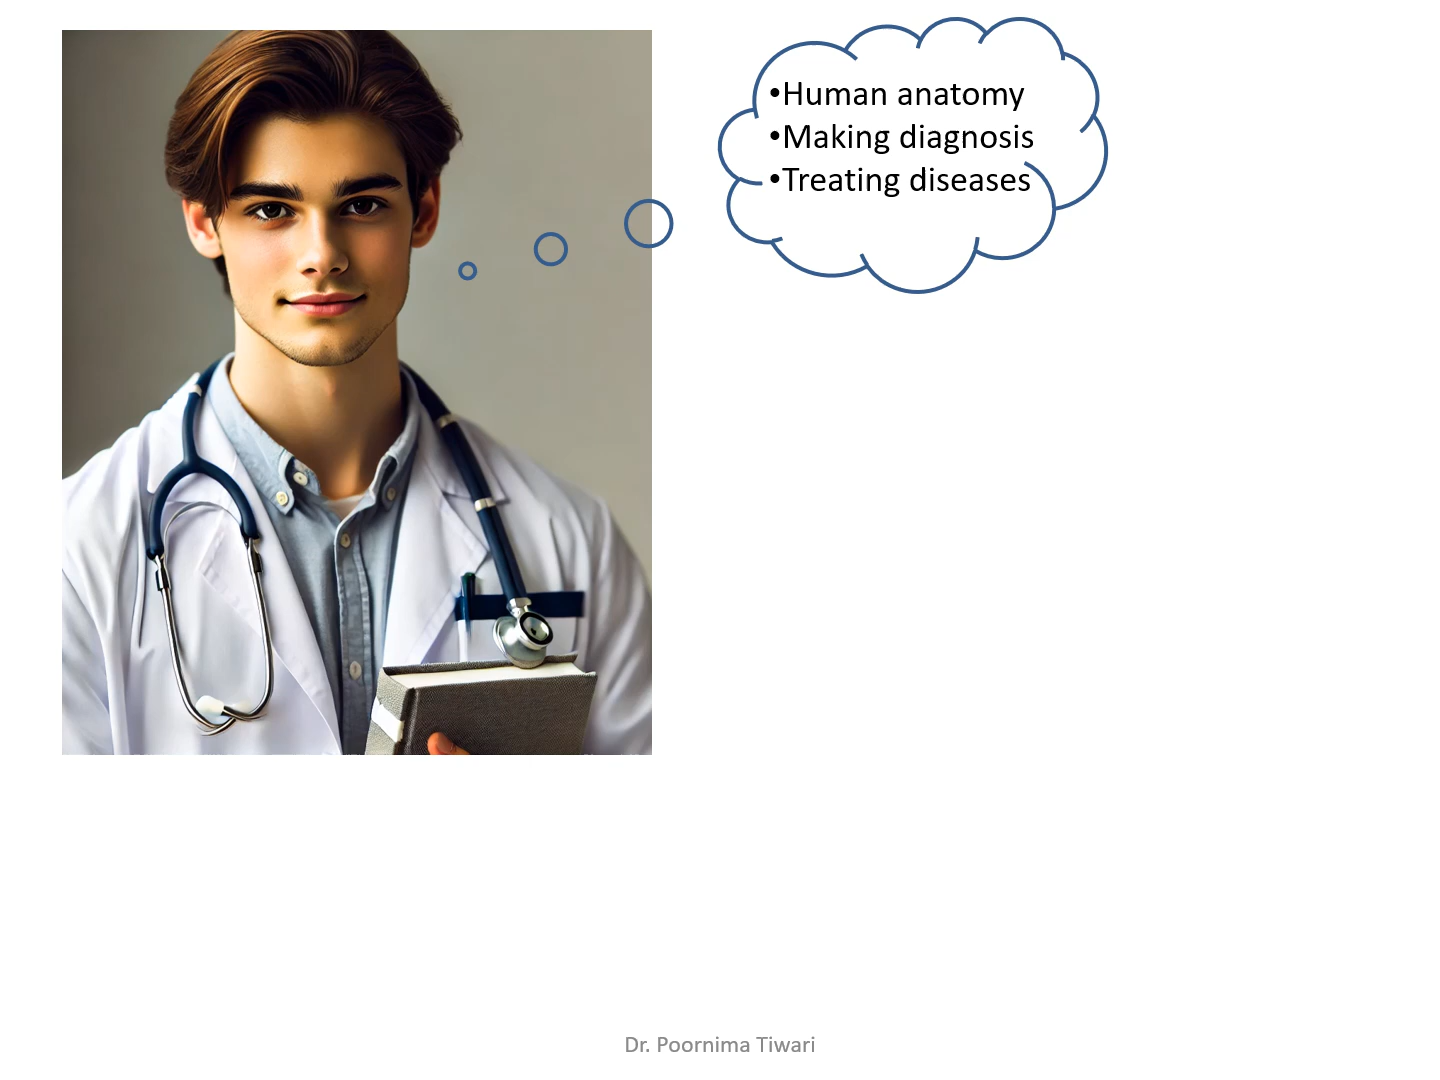 •Human anatomy
•Making diagnosis
•Treating diseases
Dr. Poornima Tiwari